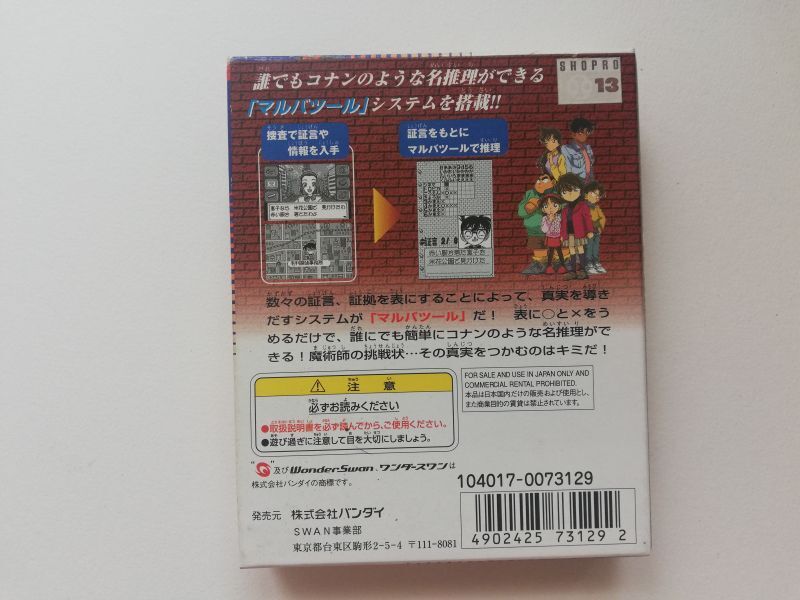 SHOPRO
13
誰でもコナンのような名推理ができる
「マルバツール」システムを搭載!!
捜査で証言や
情報を入手
証言をもとに
マルバツールで推理
数々の証言、証拠を表にすることによって、真実を導き
だすシステムが「マルバツール」だ! 表に○と×をう
めるだけで、誰にでも簡単にコナンのような名推理がで
きる!魔術師の挑戦状…その真実をつかむのはキミだ!
注意
必ずお読みください
●取扱説明書を必ず読んでから、ご使用ください。
●遊び過ぎに注意して目を大切にしましょう。
FOR SALE AND USE IN JAPAN ONLY AND
COMMERCIAL RENTAL PROHIBITED.
本品は日本国内だけの販売および使用とし、
また商業目的の賃貸は禁止されています。
" "及びWonderSwan、ワンダースワンは
株式会社バンダイの商標です。
104017-0073129
発売元 株式会社バンダイ
SWAN事業部
東京都台東区駒形2-5-4 〒111-8081
4902425 73129 2